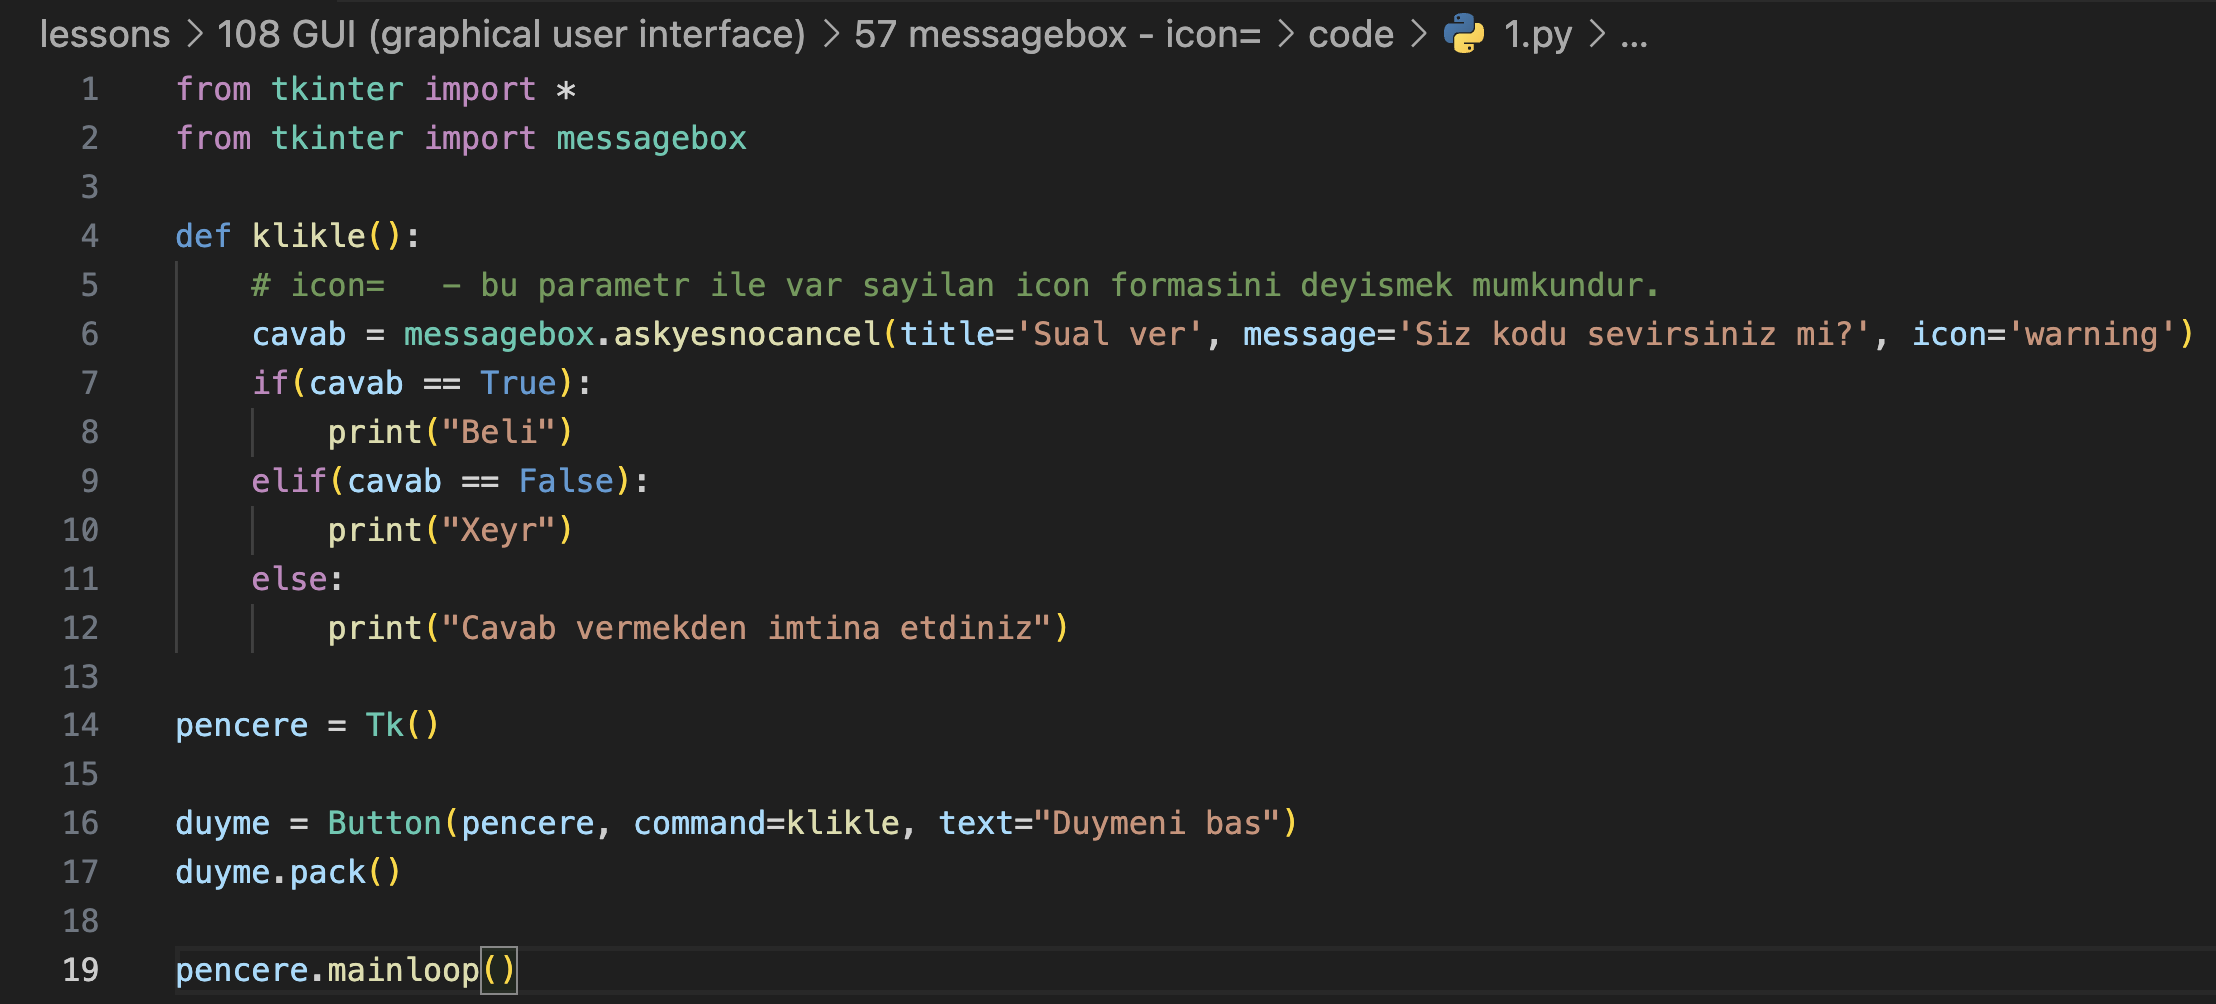 lessons > 108 GUI (graphical user interface) > 57 messagebox - icon= > code > 1.py > ...
1 from tkinter import *
2 from tkinter import messagebox
3
4 def klikle():
5     # icon=   - bu parametr ile var sayilan icon formasini deyismek mumkundur.
6     cavab = messagebox.askyesnocancel(title='Sual ver', message='Siz kodu sevirsiniz mi?', icon='warning')
7     if(cavab == True):
8         print("Beli")
9     elif(cavab == False):
10         print("Xeyr")
11     else:
12         print("Cavab vermekden imtina etdiniz")
13
14 pencere = Tk()
15
16 duyme = Button(pencere, command=klikle, text="Duymeni bas")
17 duyme.pack()
18
19 pencere.mainloop()